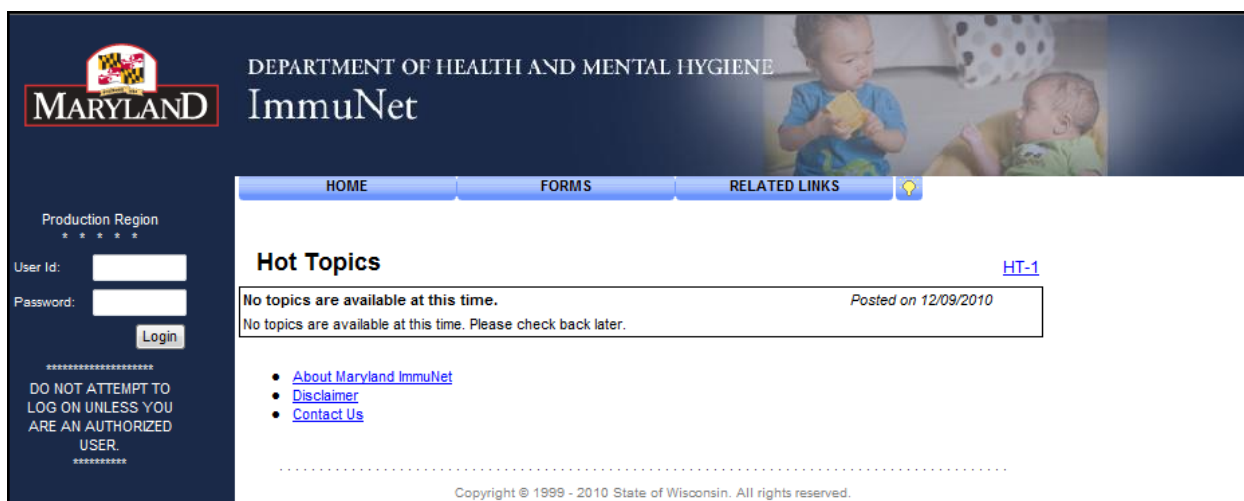 MARYLAND
DEPARTMENT OF HEALTH AND MENTAL HYGIENE
ImmuNet
HOME FORMS RELATED LINKS
Production Region
* * * * *
User Id:
Password:
Login
********************
DO NOT ATTEMPT TO
LOG ON UNLESS YOU
ARE AN AUTHORIZED
USER.
**********
Hot Topics
HT-1
No topics are available at this time. Posted on 12/09/2010
No topics are available at this time. Please check back later.
● About Maryland ImmuNet
● Disclaimer
● Contact Us
Copyright © 1999 - 2010 State of Wisconsin. All rights reserved.